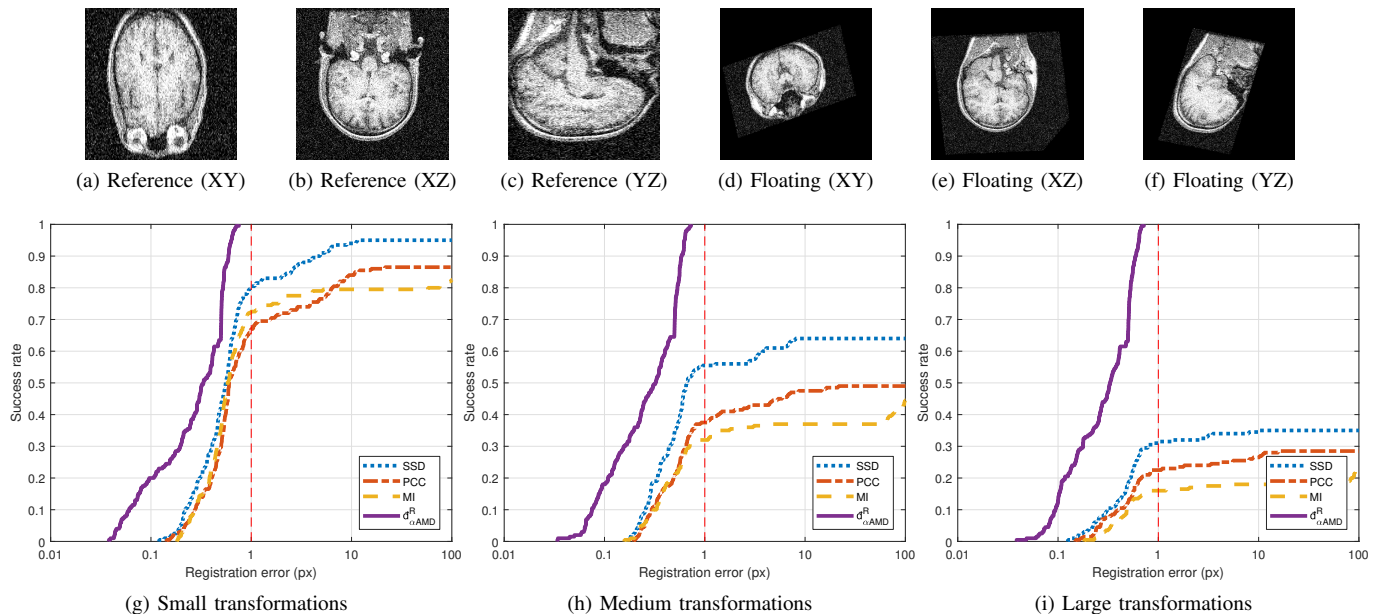 (a) Reference (XY)
(b) Reference (XZ)
(c) Reference (YZ)
(d) Floating (XY)
(e) Floating (XZ)
(f) Floating (YZ)
Success rate
1
0.9
0.8
0.7
0.6
0.5
0.4
0.3
0.2
0.1
0
0.01
0.1
1
10
100
Registration error (px)
SSD
PCC
MI
đᴿαAMD
(g) Small transformations
Success rate
1
0.9
0.8
0.7
0.6
0.5
0.4
0.3
0.2
0.1
0
0.01
0.1
1
10
100
Registration error (px)
SSD
PCC
MI
đᴿαAMD
(h) Medium transformations
Success rate
1
0.9
0.8
0.7
0.6
0.5
0.4
0.3
0.2
0.1
0
0.01
0.1
1
10
100
Registration error (px)
SSD
PCC
MI
đᴿαAMD
(i) Large transformations